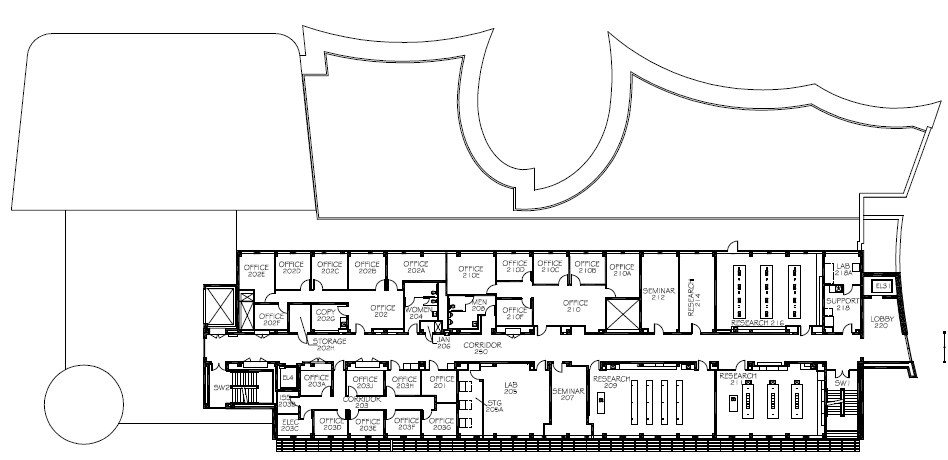 OFFICE
202E
OFFICE
202D
OFFICE
202C
OFFICE
202B
OFFICE
202A
OFFICE
210E
OFFICE
210D
OFFICE
210C
OFFICE
210B
OFFICE
210A
SEMINAR
212
RESEARCH
214
RESEARCH 216
LAB
218A
SUPPORT
218
EL31
LOBBY
220
OFFICE
202F
COPY
202G
OFFICE
202
WOMEN
204
MEN
208
OFFICE
210F
OFFICE
210
STORAGE
202H
JAN
206
CORRIDOR
250
SW2
EL4
OFFICE
203A
OFFICE
203J
OFFICE
203H
OFFICE
201
CORRIDOR
203
ELEC
203C
OFFICE
203D
OFFICE
203E
OFFICE
203F
OFFICE
203G
STG
205A
LAB
205
SEMINAR
207
RESEARCH
209
RESEARCH
SW1